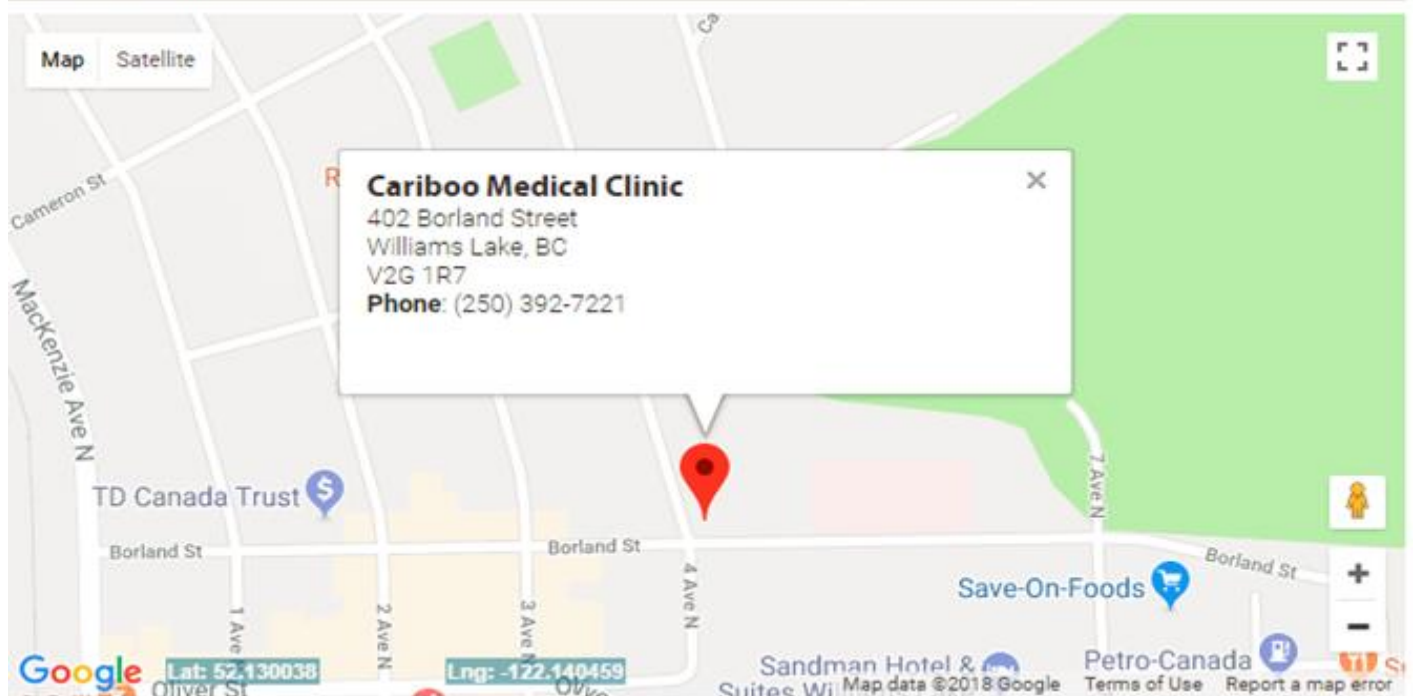 Map Satellite
Ca
Cameron St
R
Cariboo Medical Clinic
×
402 Borland Street
Williams Lake, BC
V2G 1R7
Phone: (250) 392-7221
MacKenzie Ave N
TD Canada Trust
$
7 Ave N
Borland St
Borland St
Borland St
+
Save-On-Foods
1 Ave
2 Ave N
3 Ave N
4 Ave N
−
Google
Lat: 52.130038
Lng: -122.140459
Oliver St
Sandman Hotel &
Suites Wi
Petro-Canada
Map data ©2018 Google Terms of Use Report a map error